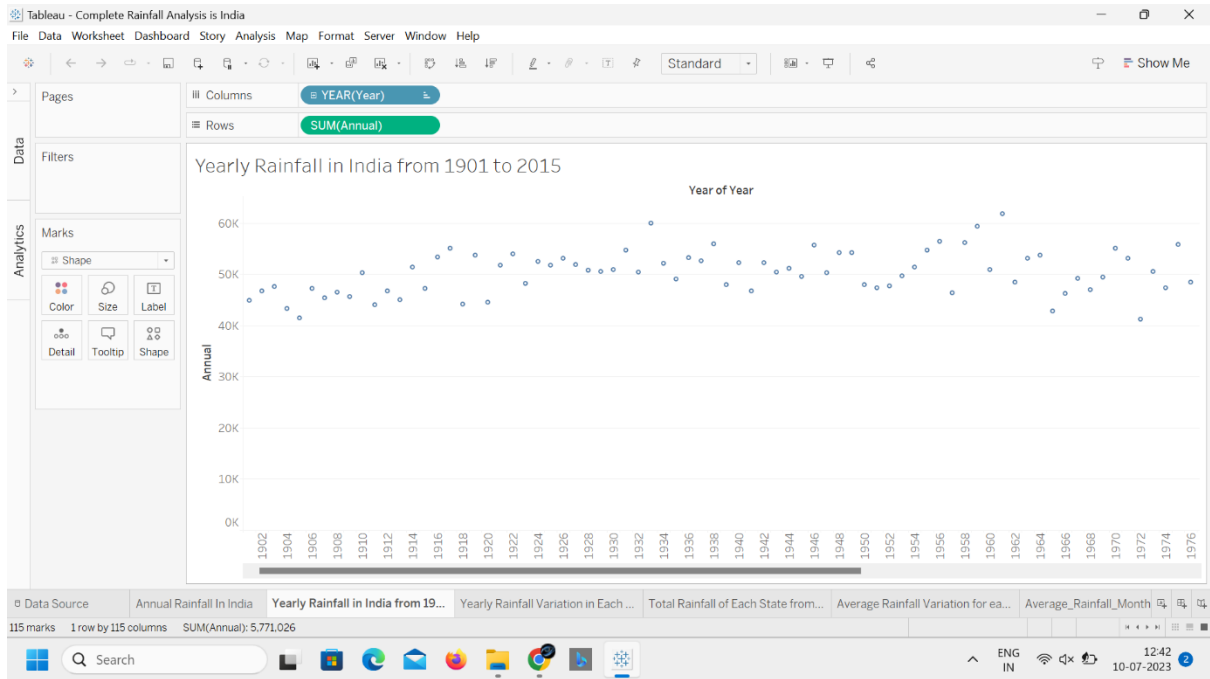 Tableau - Complete Rainfall Analysis is India
File Data Worksheet Dashboard Story Analysis Map Format Server Window Help
Standard
Show Me
Pages
Columns
YEAR(Year)
Rows
SUM(Annual)
Data
Analytics
Filters
Marks
Shape
Color Size Label
Detail Tooltip Shape
Yearly Rainfall in India from 1901 to 2015
Year of Year
Annual
60K
50K
40K
30K
20K
10K
0K
1902 1904 1906 1908 1910 1912 1914 1916 1918 1920 1922 1924 1926 1928 1930 1932 1934 1936 1938 1940 1942 1944 1946 1948 1950 1952 1954 1956 1958 1960 1962 1964 1966 1968 1970 1972 1974 1976
Data Source Annual Rainfall In India Yearly Rainfall in India from 19... Yearly Rainfall Variation in Each ... Total Rainfall of Each State from... Average Rainfall Variation for ea... Average_Rainfall_Month
115 marks 1 row by 115 columns SUM(Annual): 5,771,026
Search
ENG
IN
12:42
10-07-2023
2